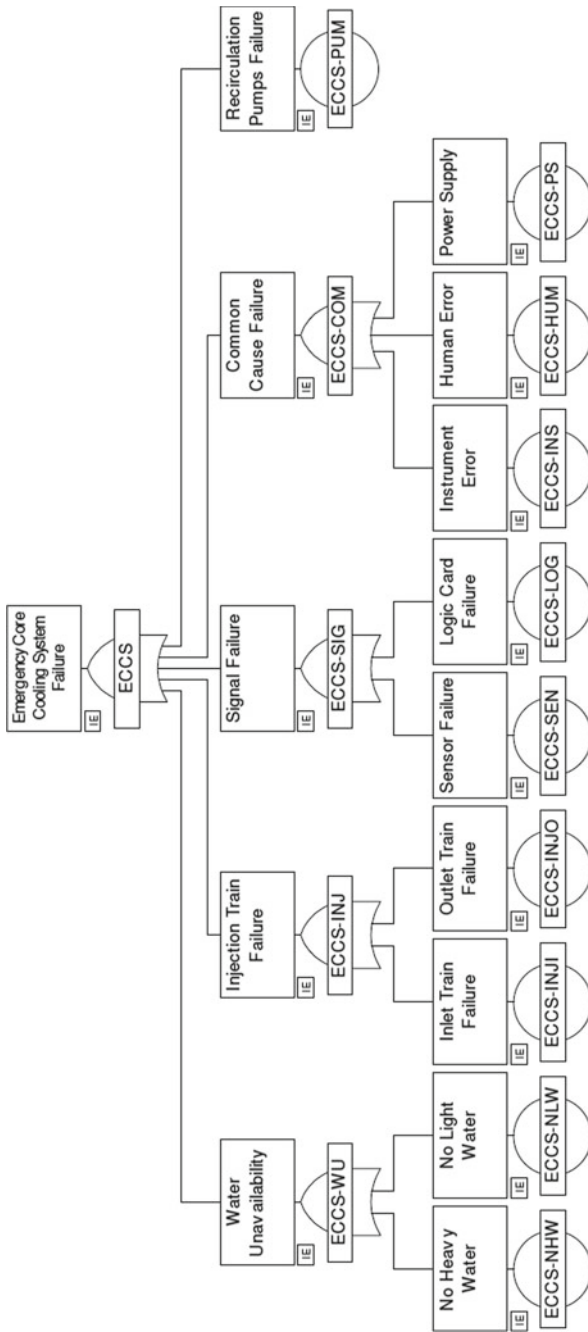 Emergency Core
Cooling System
Failure
IE
ECCS
Water
Unavailability
IE
ECCS-WU
Injection Train
Failure
IE
ECCS-INJ
Signal Failure
IE
ECCS-SIG
Common
Cause Failure
IE
ECCS-COM
Recirculation
Pumps Failure
IE
ECCS-PUM
No Heavy
Water
IE
ECCS-NHW
No Light
Water
IE
ECCS-NLW
Inlet Train
Failure
IE
ECCS-INJI
Outlet Train
Failure
IE
ECCS-INJO
Sensor Failure
IE
ECCS-SEN
Logic Card
Failure
IE
ECCS-LOG
Instrument
Error
IE
ECCS-INS
Human Error
IE
ECCS-HUM
Power Supply
IE
ECCS-PS